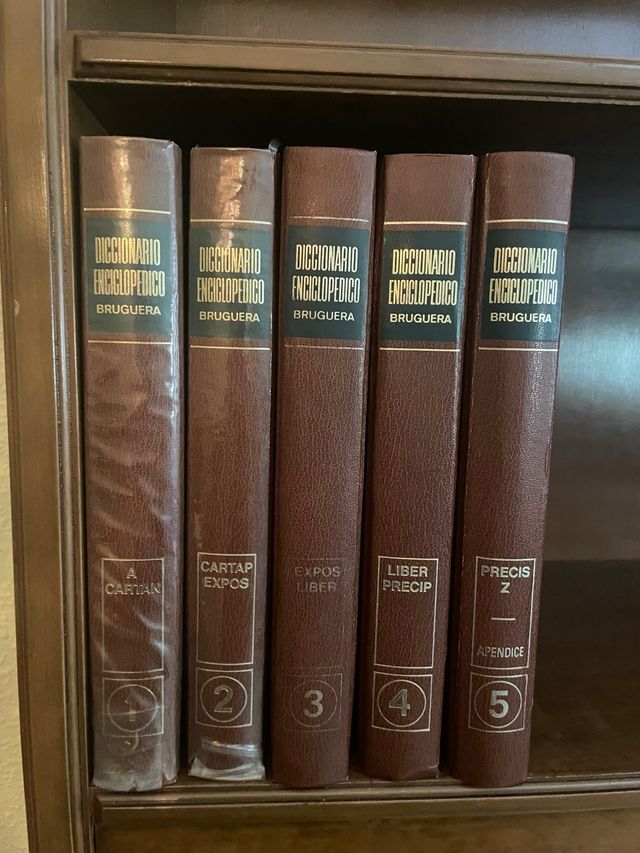 DICCIONARIO
ENCICLOPEDICO
BRUGUERA
A
CARTAN
1
DICCIONARIO
ENCICLOPEDICO
BRUGUERA
CARTAP
EXPOS
2
DICCIONARIO
ENCICLOPEDICO
BRUGUERA
EXPOS
LIBER
3
DICCIONARIO
ENCICLOPEDICO
BRUGUERA
LIBER
PRECIP
4
DICCIONARIO
ENCICLOPEDICO
BRUGUERA
PRECIS
Z
APENDICE
5